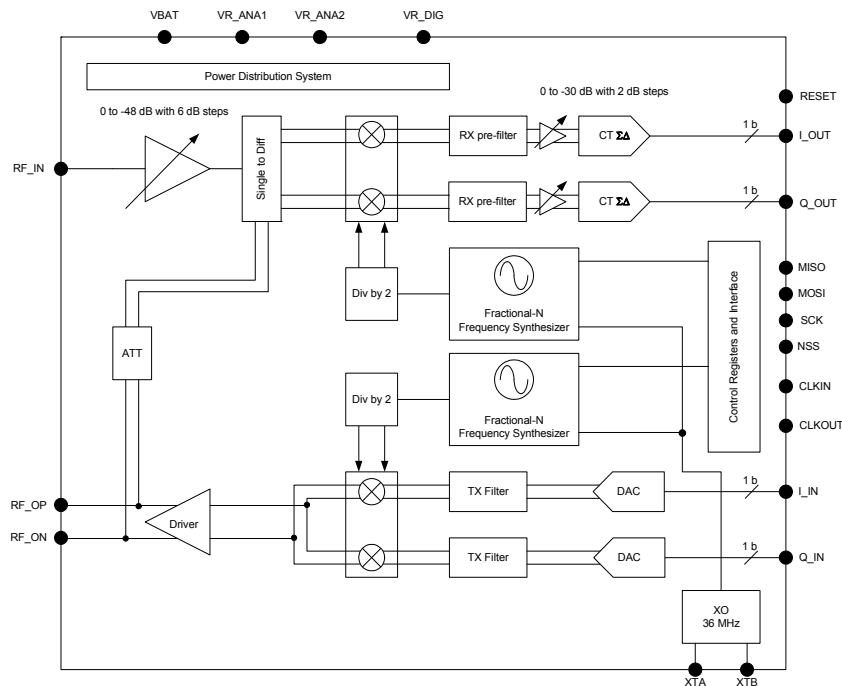 VBAT
VR_ANA1
VR_ANA2
VR_DIG
Power Distribution System
RESET
0 to -48 dB with 6 dB steps
0 to -30 dB with 2 dB steps
RF_IN
Single to Diff
RX pre-filter
CT ΣΔ
1 b
I_OUT
RX pre-filter
CT ΣΔ
1 b
Q_OUT
Div by 2
Fractional-N
Frequency Synthesizer
Control Registers and Interface
MISO
MOSI
SCK
NSS
CLKIN
CLKOUT
ATT
Div by 2
Fractional-N
Frequency Synthesizer
RF_OP
RF_ON
Driver
TX Filter
DAC
1 b
I_IN
TX Filter
DAC
1 b
Q_IN
XO
36 MHz
XTA
XTB